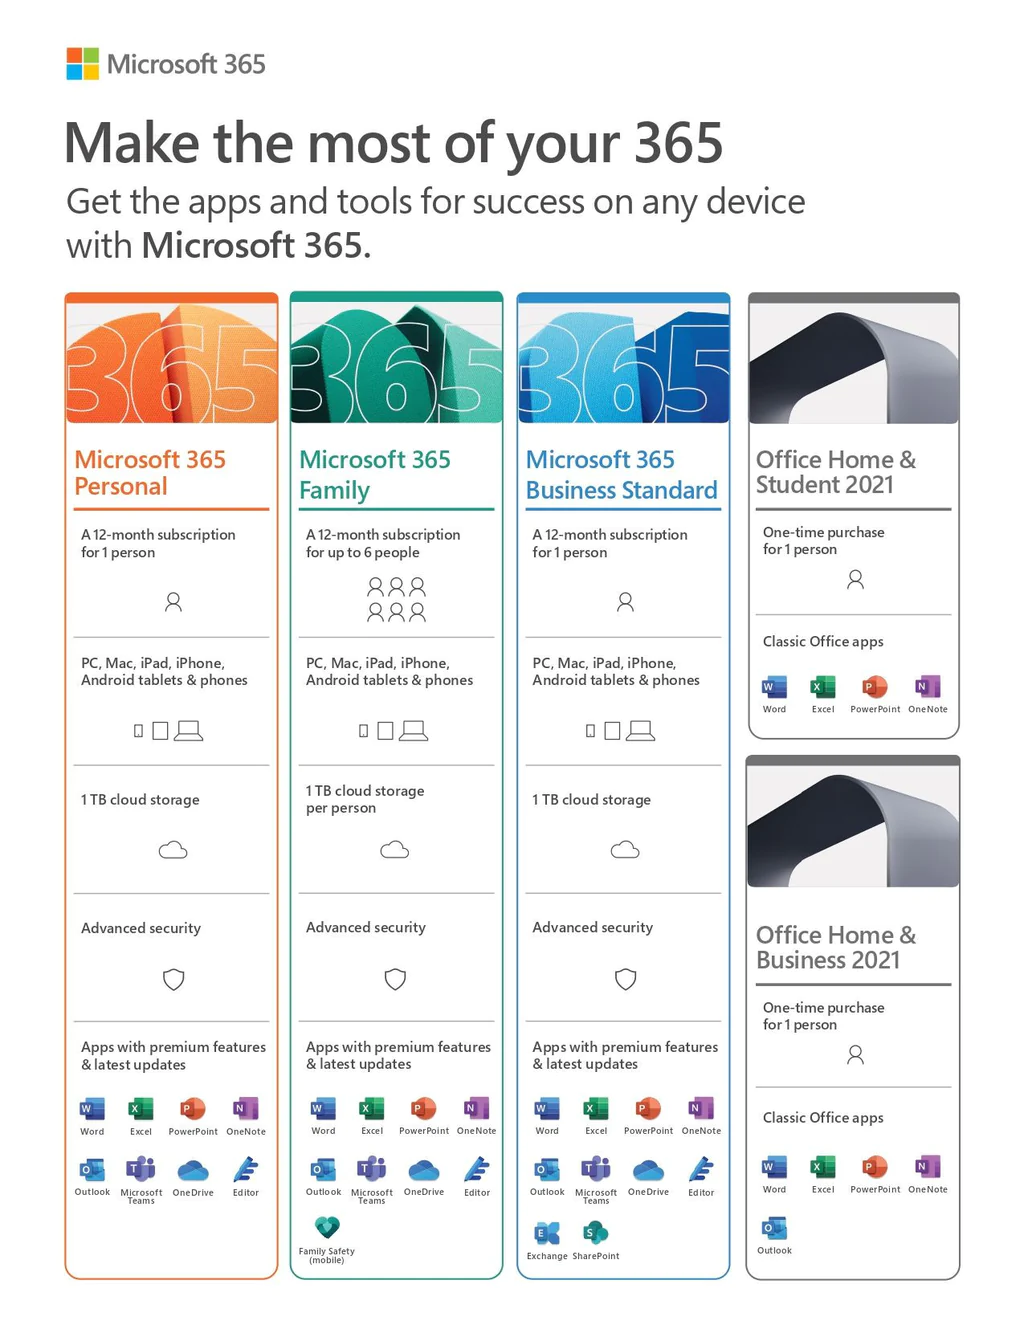 Microsoft 365
Make the most of your 365
Get the apps and tools for success on any device
with Microsoft 365.
365
Microsoft 365
Personal
A 12-month subscription
for 1 person
PC, Mac, iPad, iPhone,
Android tablets & phones
1 TB cloud storage
Advanced security
Apps with premium features
& latest updates
W
Word
X
Excel
P
PowerPoint
N
OneNote
O
Outlook
T
Microsoft
Teams
OneDrive
Editor
365
Microsoft 365
Family
A 12-month subscription
for up to 6 people
PC, Mac, iPad, iPhone,
Android tablets & phones
1 TB cloud storage
per person
Advanced security
Apps with premium features
& latest updates
W
Word
X
Excel
P
PowerPoint
N
OneNote
O
Outlook
T
Microsoft
Teams
OneDrive
Editor
Family Safety
(mobile)
365
Microsoft 365
Business Standard
A 12-month subscription
for 1 person
PC, Mac, iPad, iPhone,
Android tablets & phones
1 TB cloud storage
Advanced security
Apps with premium features
& latest updates
W
Word
X
Excel
P
PowerPoint
N
OneNote
O
Outlook
T
Microsoft
Teams
OneDrive
Editor
E
Exchange
S
SharePoint
Office Home &
Student 2021
One-time purchase
for 1 person
Classic Office apps
W
Word
X
Excel
P
PowerPoint
N
OneNote
Office Home &
Business 2021
One-time purchase
for 1 person
Classic Office apps
W
Word
X
Excel
P
PowerPoint
N
OneNote
O
Outlook